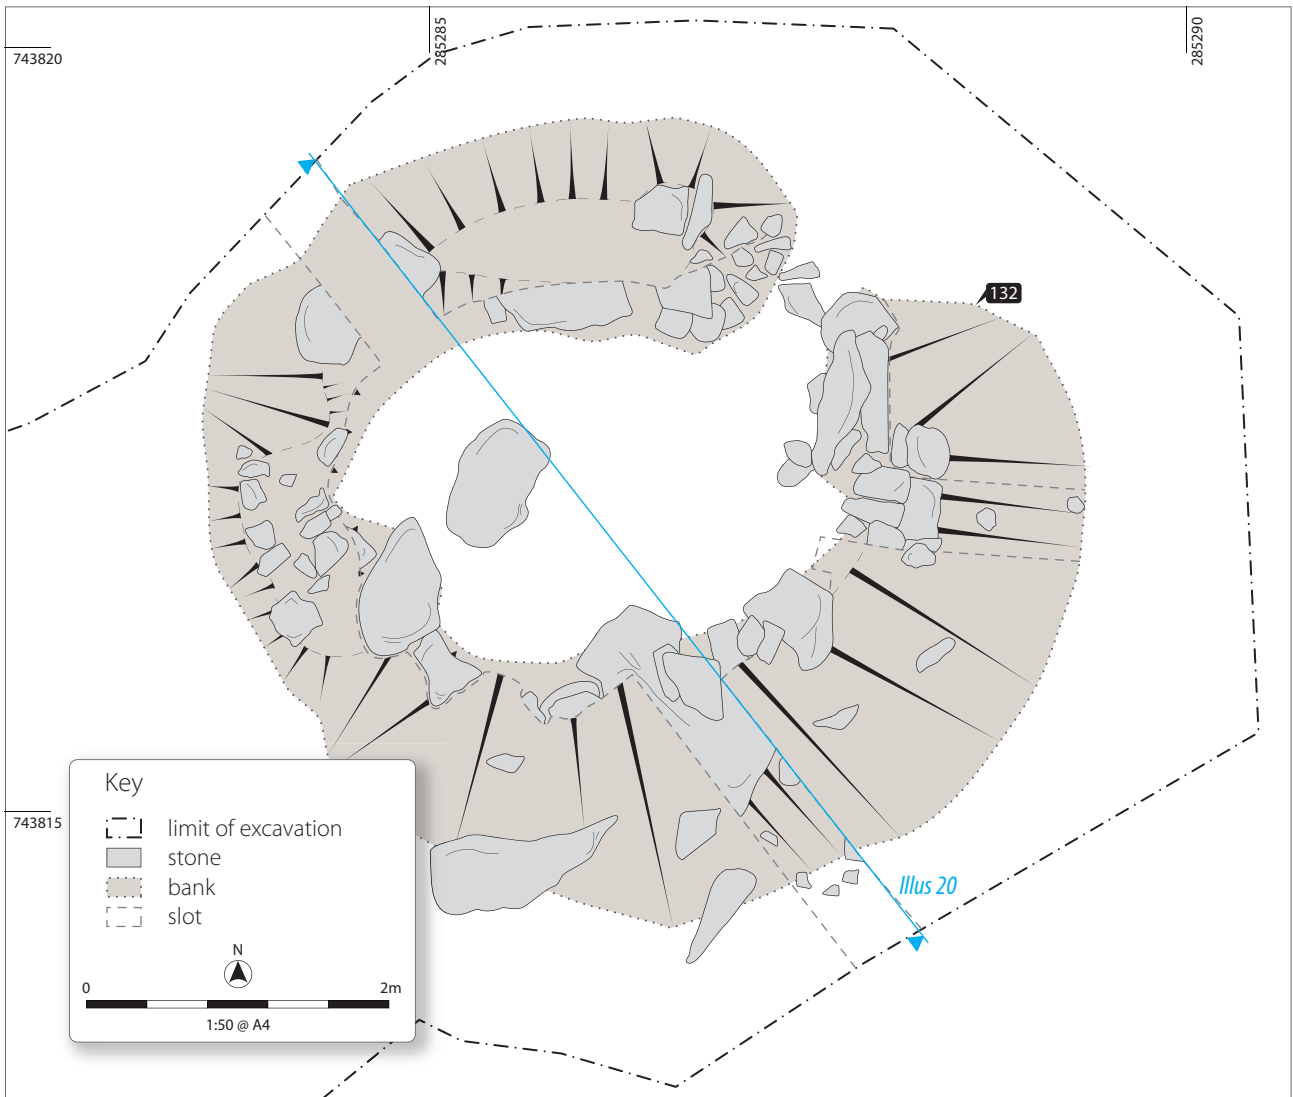 285285
285290
743820
132
743815
Illus 20
Key
limit of excavation
stone
bank
slot
N
0 2m
1:50 @ A4